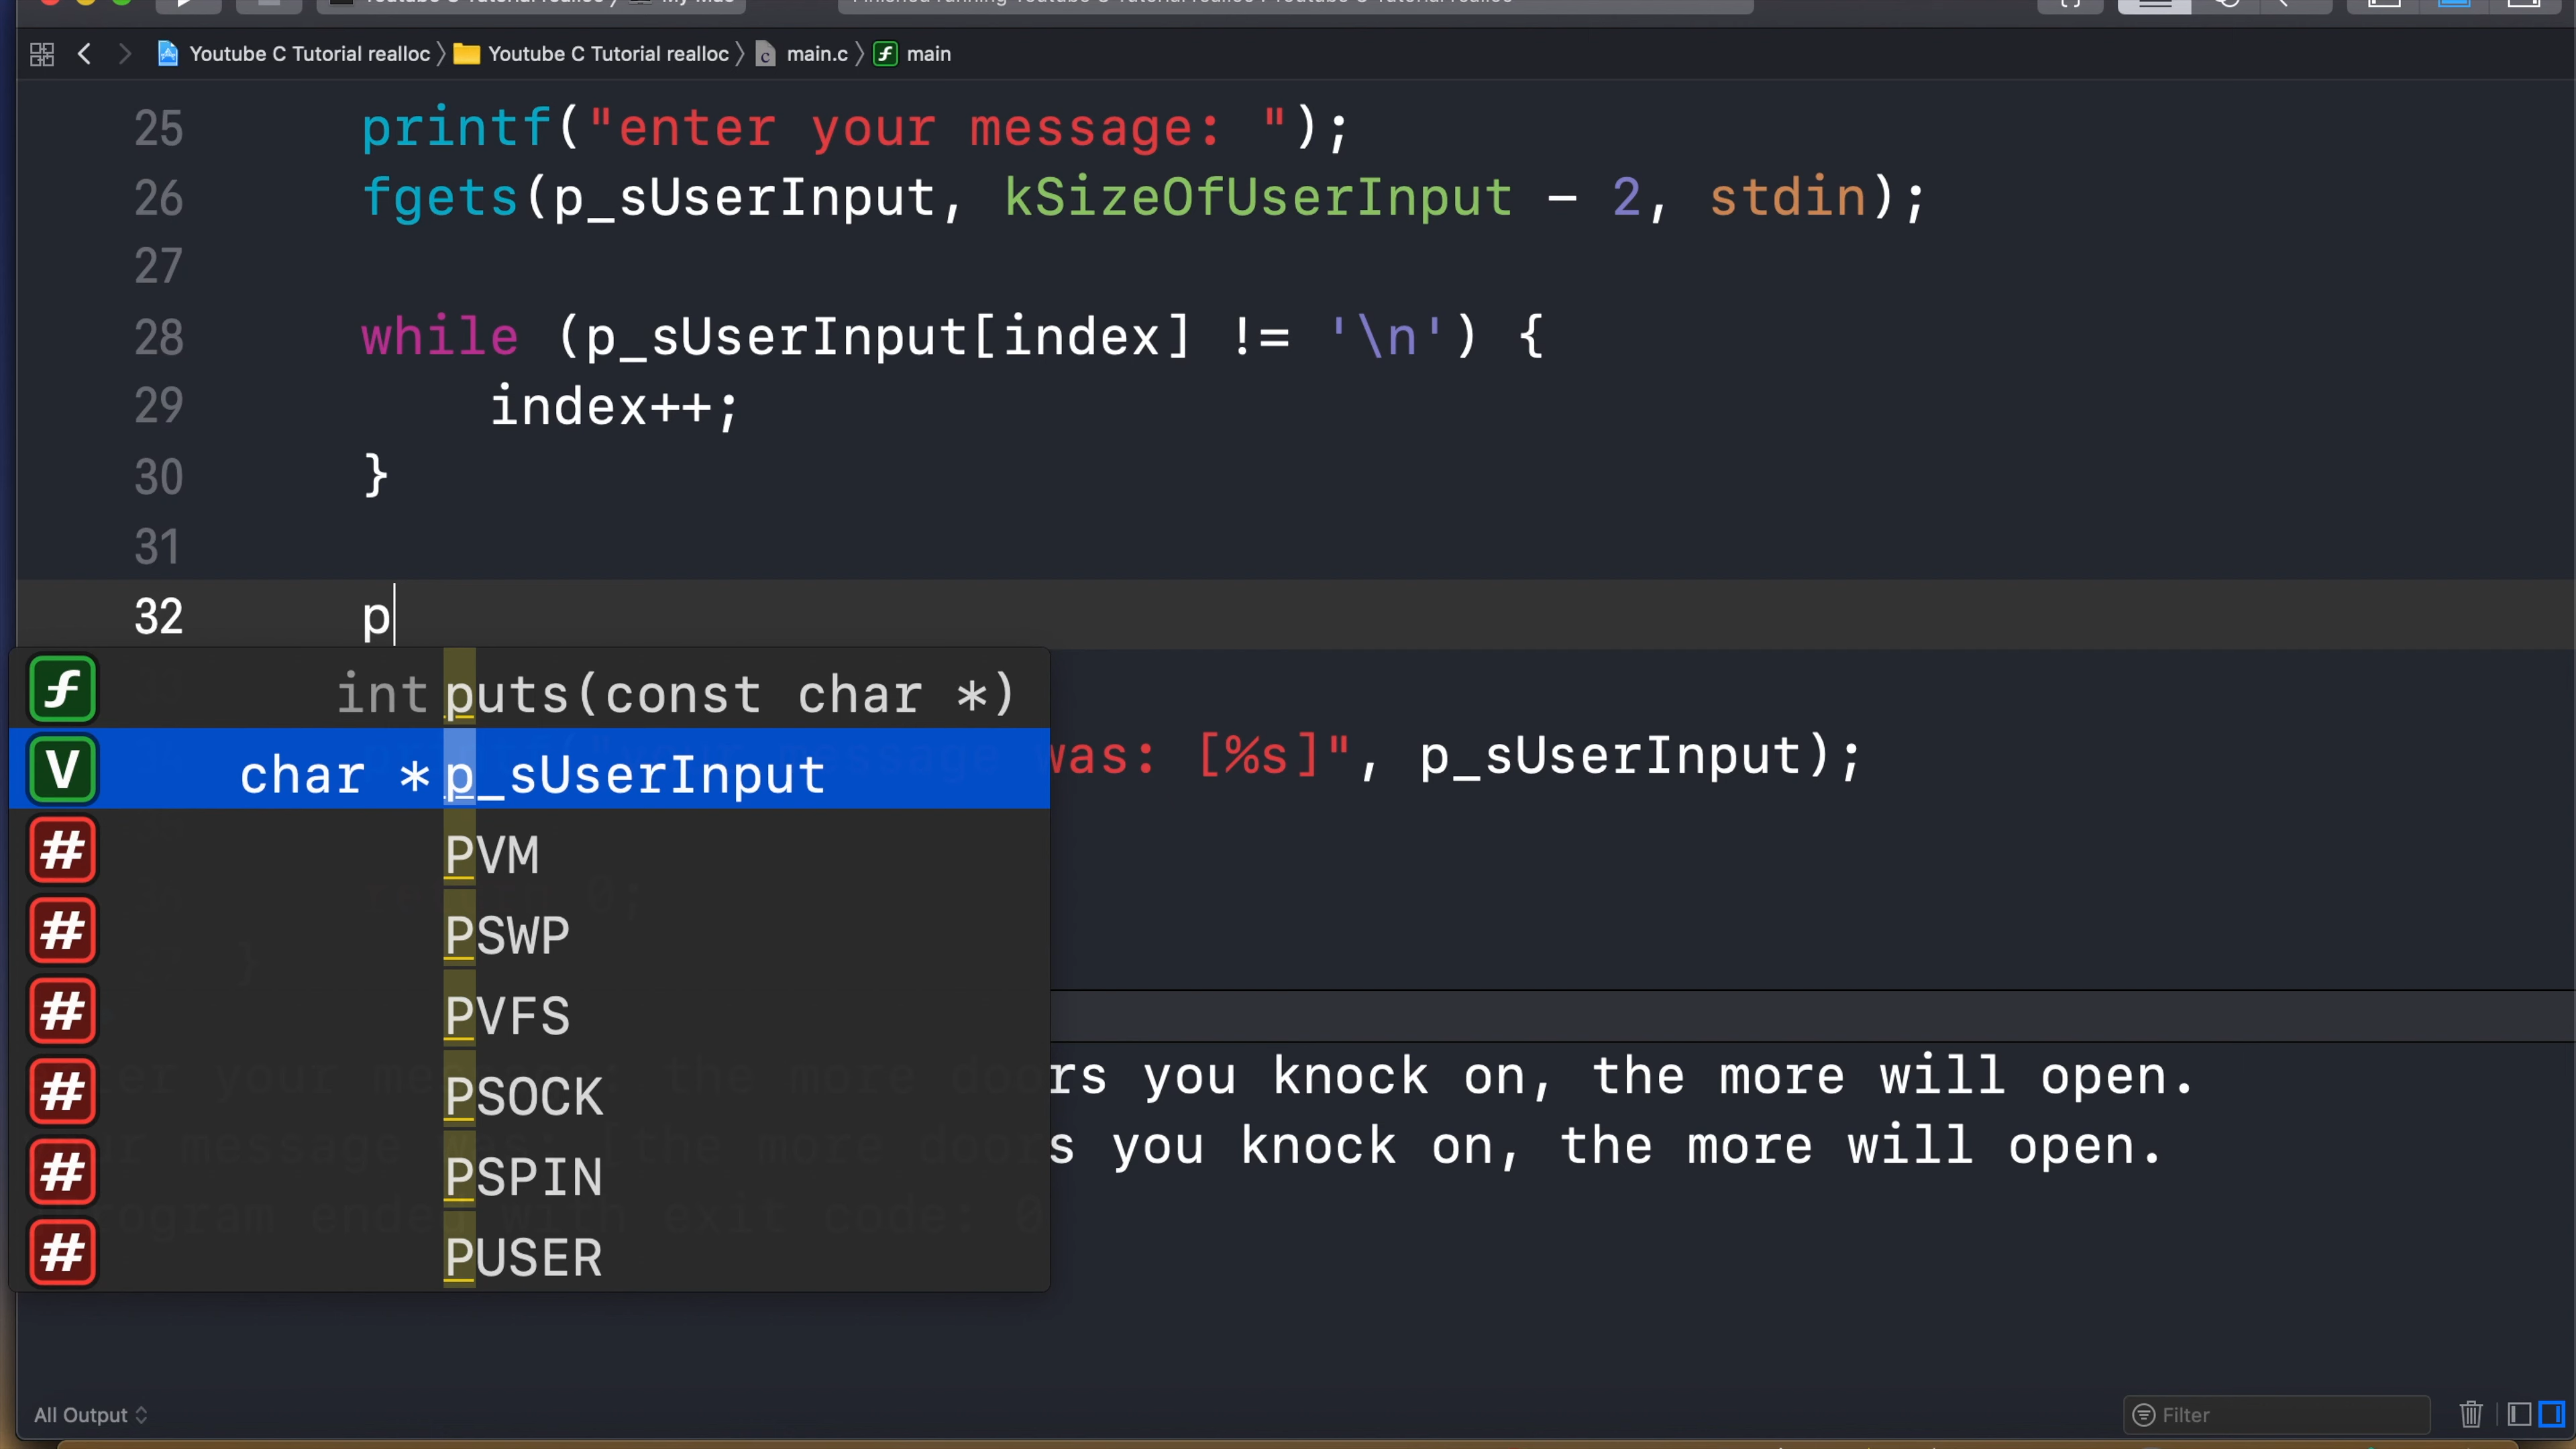 Youtube C Tutorial realloc 〉 Youtube C Tutorial realloc 〉 main.c 〉 main
25 printf("enter your message: ");
26 fgets(p_sUserInput, kSizeOfUserInput - 2, stdin);
27
28 while (p_sUserInput[index] != '\n') {
29 index++;
30 }
31
32 p
int puts(const char *)
char * p_sUserInput
was: [%s]", p_sUserInput);
PVM
PSWP
PVFS
PSOCK
PSPIN
PUSER
rs you knock on, the more will open.
s you knock on, the more will open.
All Output
Filter